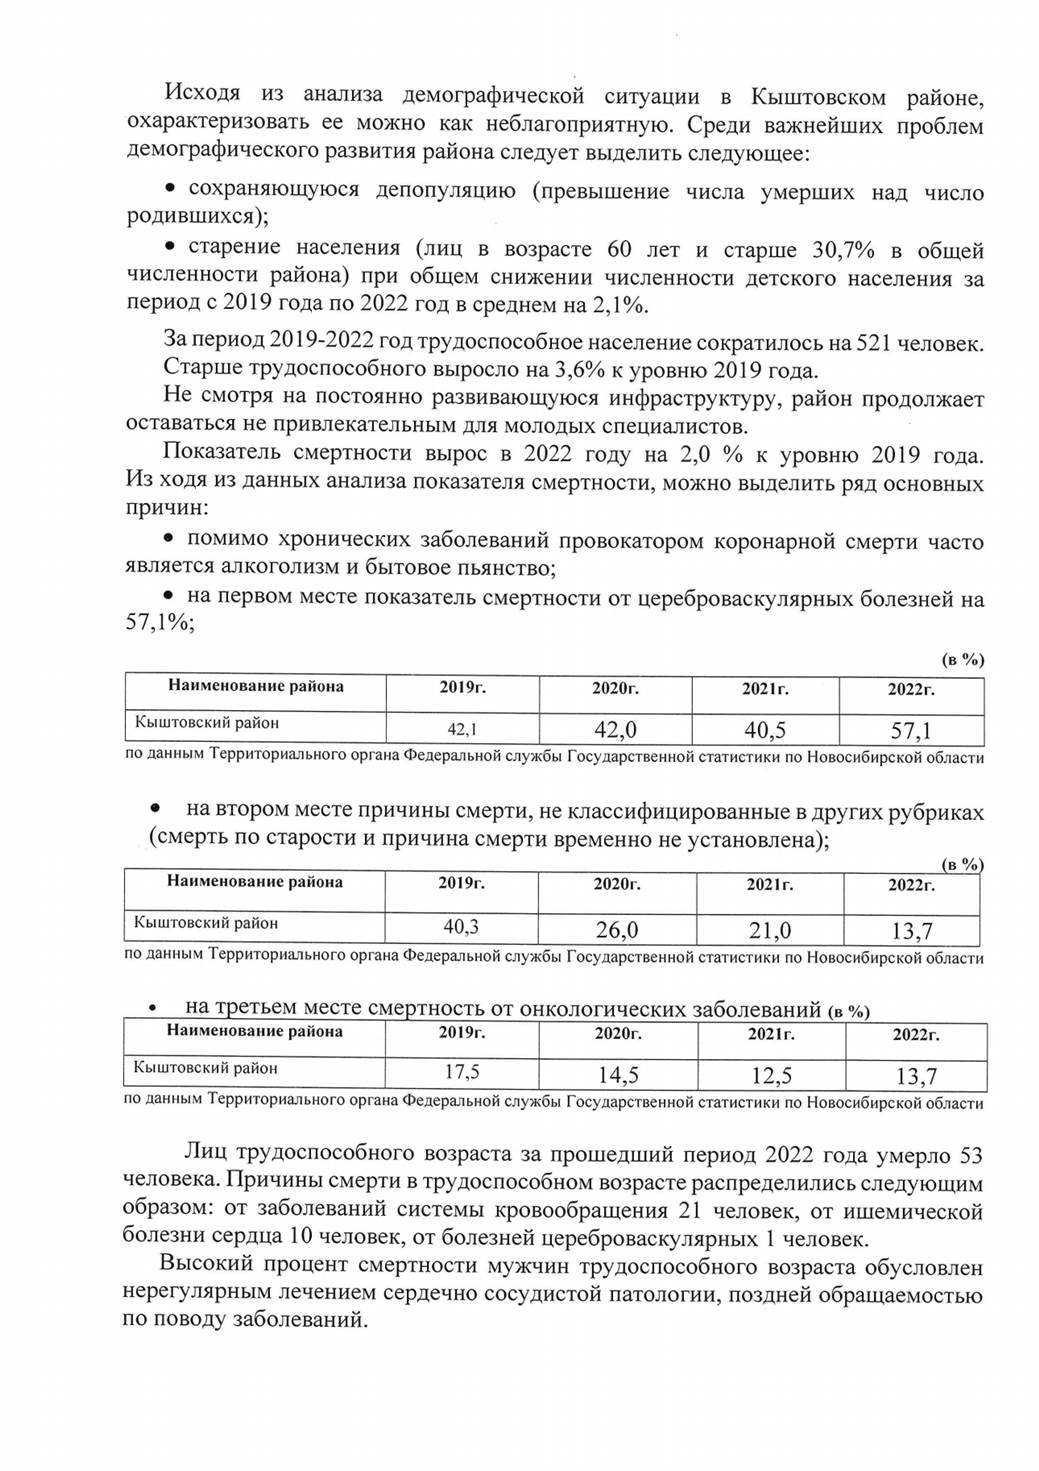 Исходя из анализа демографической ситуации в Кыштовском районе,
охарактеризовать ее можно как неблагоприятную. Среди важнейших проблем
демографического развития района следует выделить следующее:
• сохраняющуюся депопуляцию (превышение числа умерших над число
родившихся);
• старение населения (лиц в возрасте 60 лет и старше 30,7% в общей
численности района) при общем снижении численности детского населения за
период с 2019 года по 2022 год в среднем на 2,1%.
За период 2019-2022 год трудоспособное население сократилось на 521 человек.
Старше трудоспособного выросло на 3,6% к уровню 2019 года.
Не смотря на постоянно развивающуюся инфраструктуру, район продолжает
оставаться не привлекательным для молодых специалистов.
Показатель смертности вырос в 2022 году на 2,0 % к уровню 2019 года.
Из ходя из данных анализа показателя смертности, можно выделить ряд основных
причин:
• помимо хронических заболеваний провокатором коронарной смерти часто
является алкоголизм и бытовое пьянство;
• на первом месте показатель смертности от цереброваскулярных болезней на
57,1%;
(в %)
Наименование района 2019г. 2020г. 2021г. 2022г.
Кыштовский район 42,1 42,0 40,5 57,1
по данным Территориального органа Федеральной службы Государственной статистики по Новосибирской области
• на втором месте причины смерти, не классифицированные в других рубриках
(смерть по старости и причина смерти временно не установлена);
(в %)
Наименование района 2019г. 2020г. 2021г. 2022г.
Кыштовский район 40,3 26,0 21,0 13,7
по данным Территориального органа Федеральной службы Государственной статистики по Новосибирской области
• на третьем месте смертность от онкологических заболеваний (в %)
Наименование района 2019г. 2020г. 2021г. 2022г.
Кыштовский район 17,5 14,5 12,5 13,7
по данным Территориального органа Федеральной службы Государственной статистики по Новосибирской области
Лиц трудоспособного возраста за прошедший период 2022 года умерло 53
человека. Причины смерти в трудоспособном возрасте распределились следующим
образом: от заболеваний системы кровообращения 21 человек, от ишемической
болезни сердца 10 человек, от болезней цереброваскулярных 1 человек.
Высокий процент смертности мужчин трудоспособного возраста обусловлен
нерегулярным лечением сердечно сосудистой патологии, поздней обращаемостью
по поводу заболеваний.